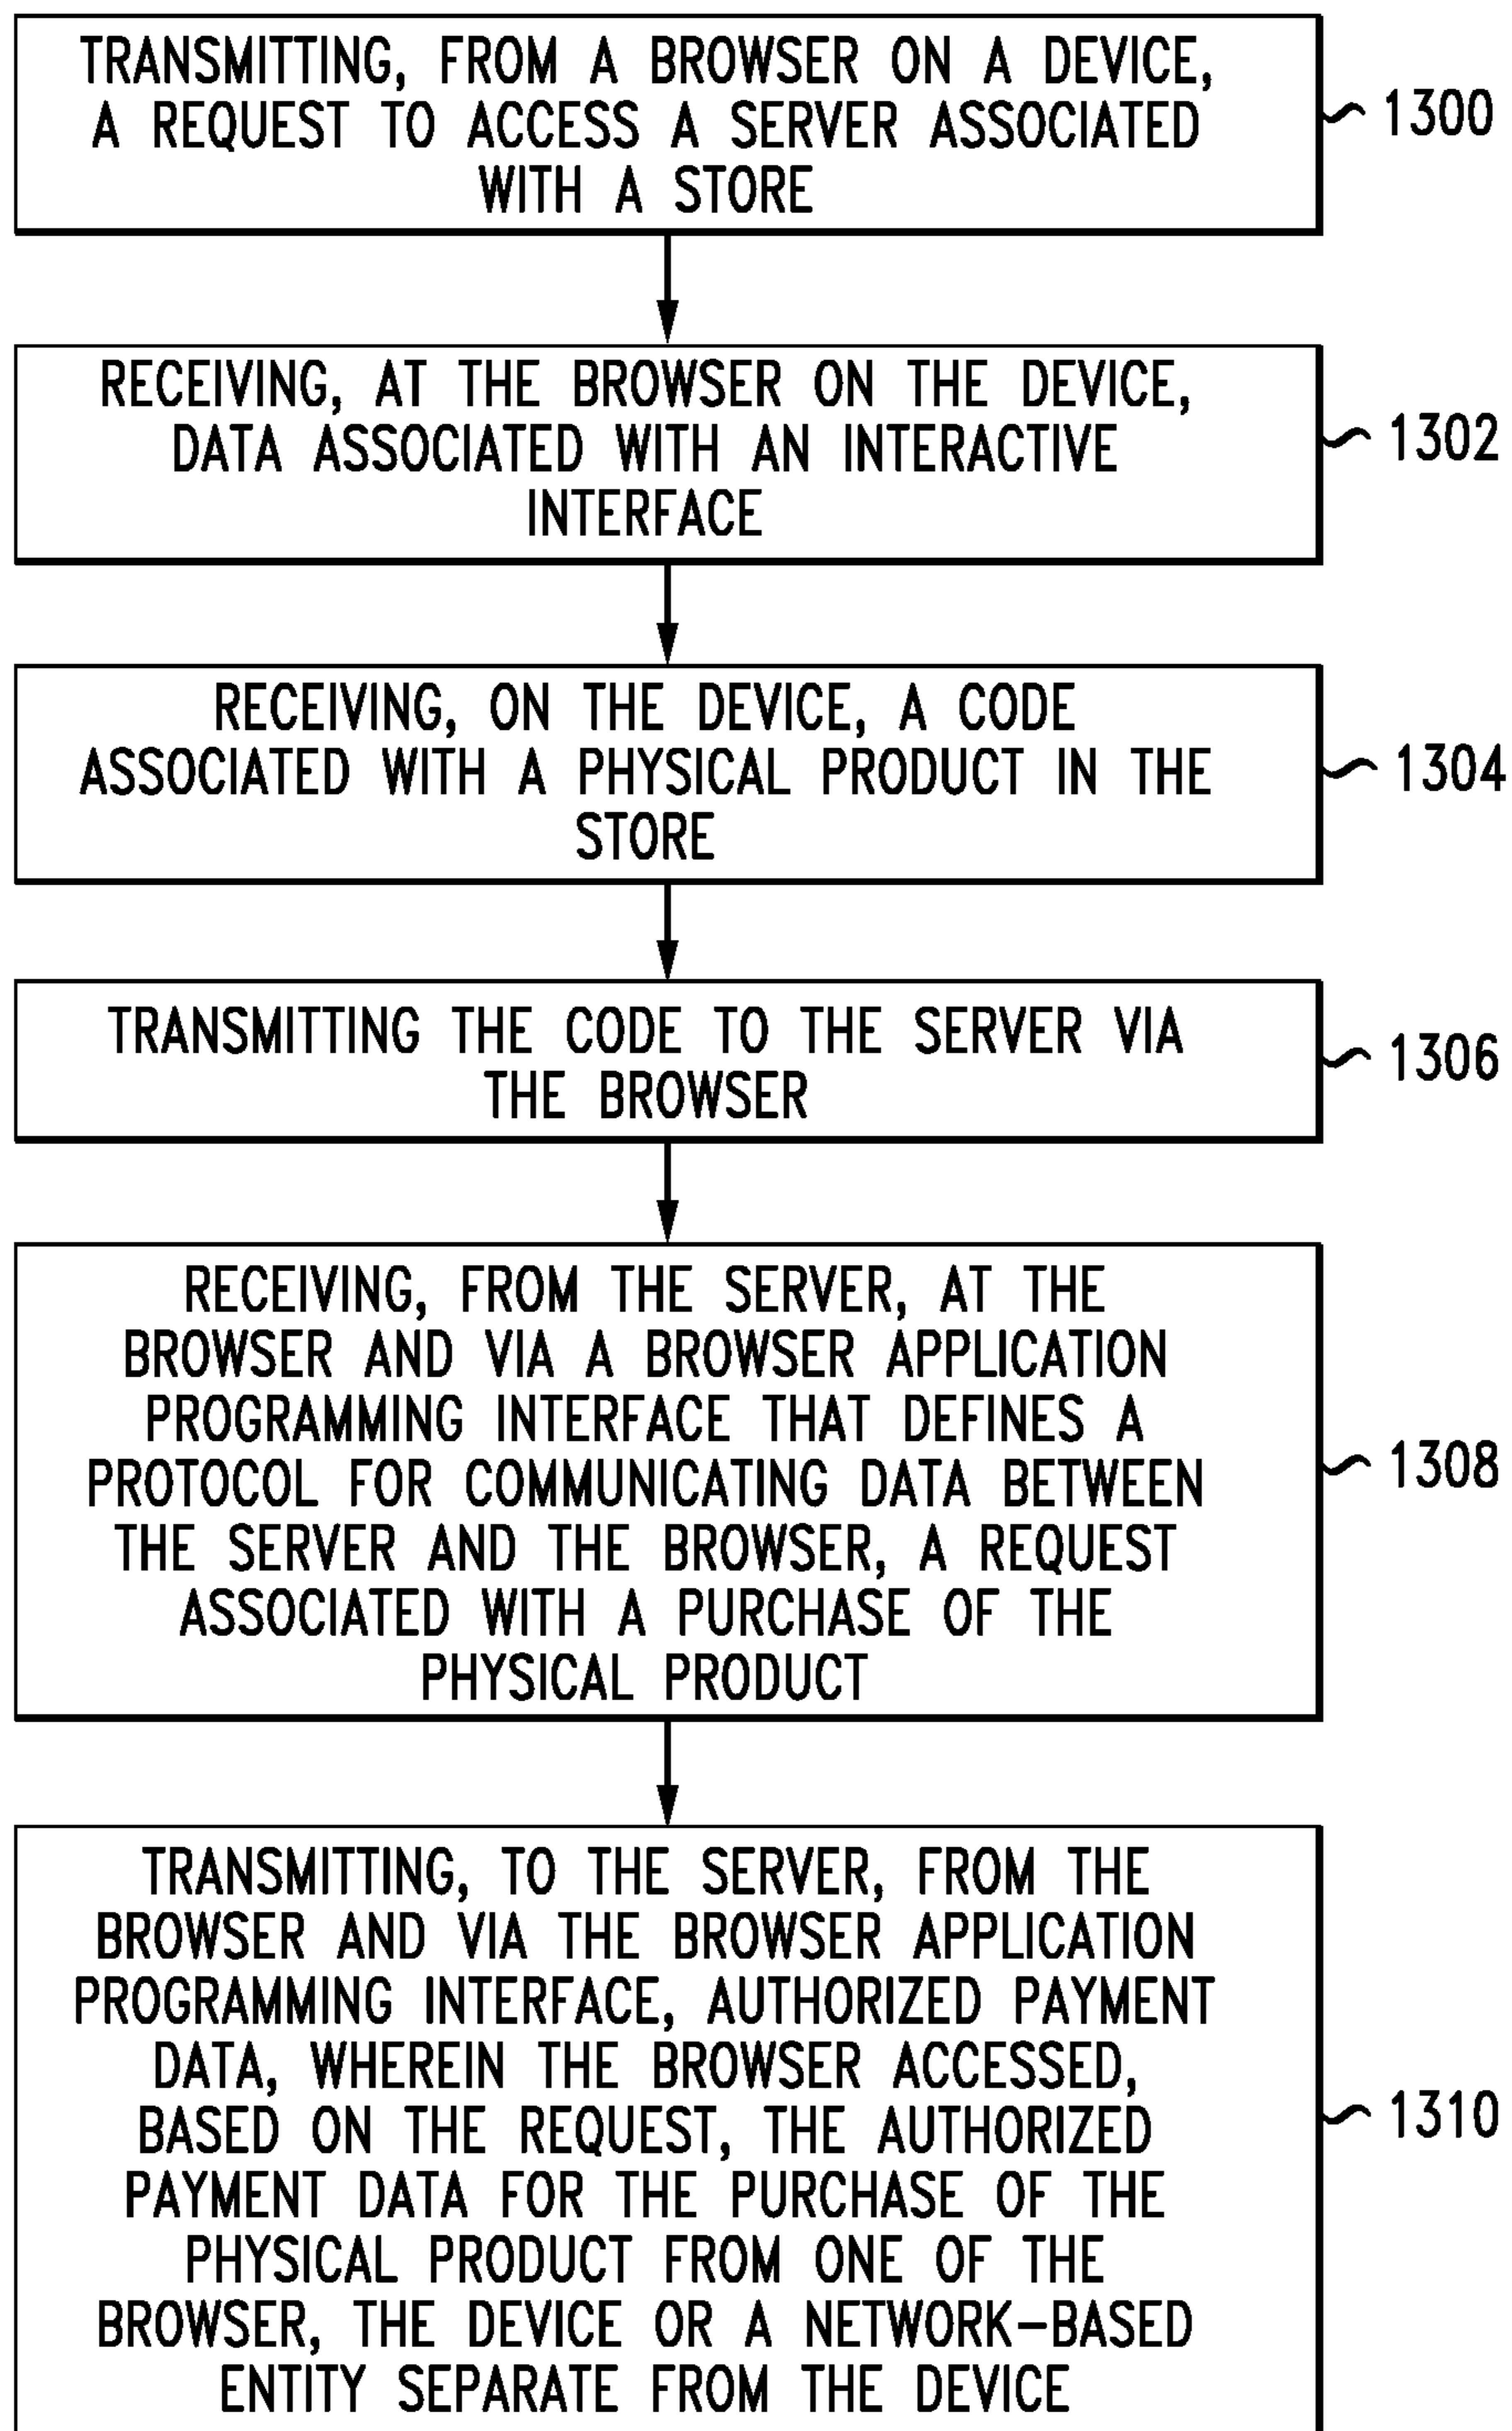 TRANSMITTING, FROM A BROWSER ON A DEVICE,
A REQUEST TO ACCESS A SERVER ASSOCIATED
WITH A STORE
1300
RECEIVING, AT THE BROWSER ON THE DEVICE,
DATA ASSOCIATED WITH AN INTERACTIVE
INTERFACE
1302
RECEIVING, ON THE DEVICE, A CODE
ASSOCIATED WITH A PHYSICAL PRODUCT IN THE
STORE
1304
TRANSMITTING THE CODE TO THE SERVER VIA
THE BROWSER
1306
RECEIVING, FROM THE SERVER, AT THE
BROWSER AND VIA A BROWSER APPLICATION
PROGRAMMING INTERFACE THAT DEFINES A
PROTOCOL FOR COMMUNICATING DATA BETWEEN
THE SERVER AND THE BROWSER, A REQUEST
ASSOCIATED WITH A PURCHASE OF THE
PHYSICAL PRODUCT
1308
TRANSMITTING, TO THE SERVER, FROM THE
BROWSER AND VIA THE BROWSER APPLICATION
PROGRAMMING INTERFACE, AUTHORIZED PAYMENT
DATA, WHEREIN THE BROWSER ACCESSED,
BASED ON THE REQUEST, THE AUTHORIZED
PAYMENT DATA FOR THE PURCHASE OF THE
PHYSICAL PRODUCT FROM ONE OF THE
BROWSER, THE DEVICE OR A NETWORK-BASED
ENTITY SEPARATE FROM THE DEVICE
1310